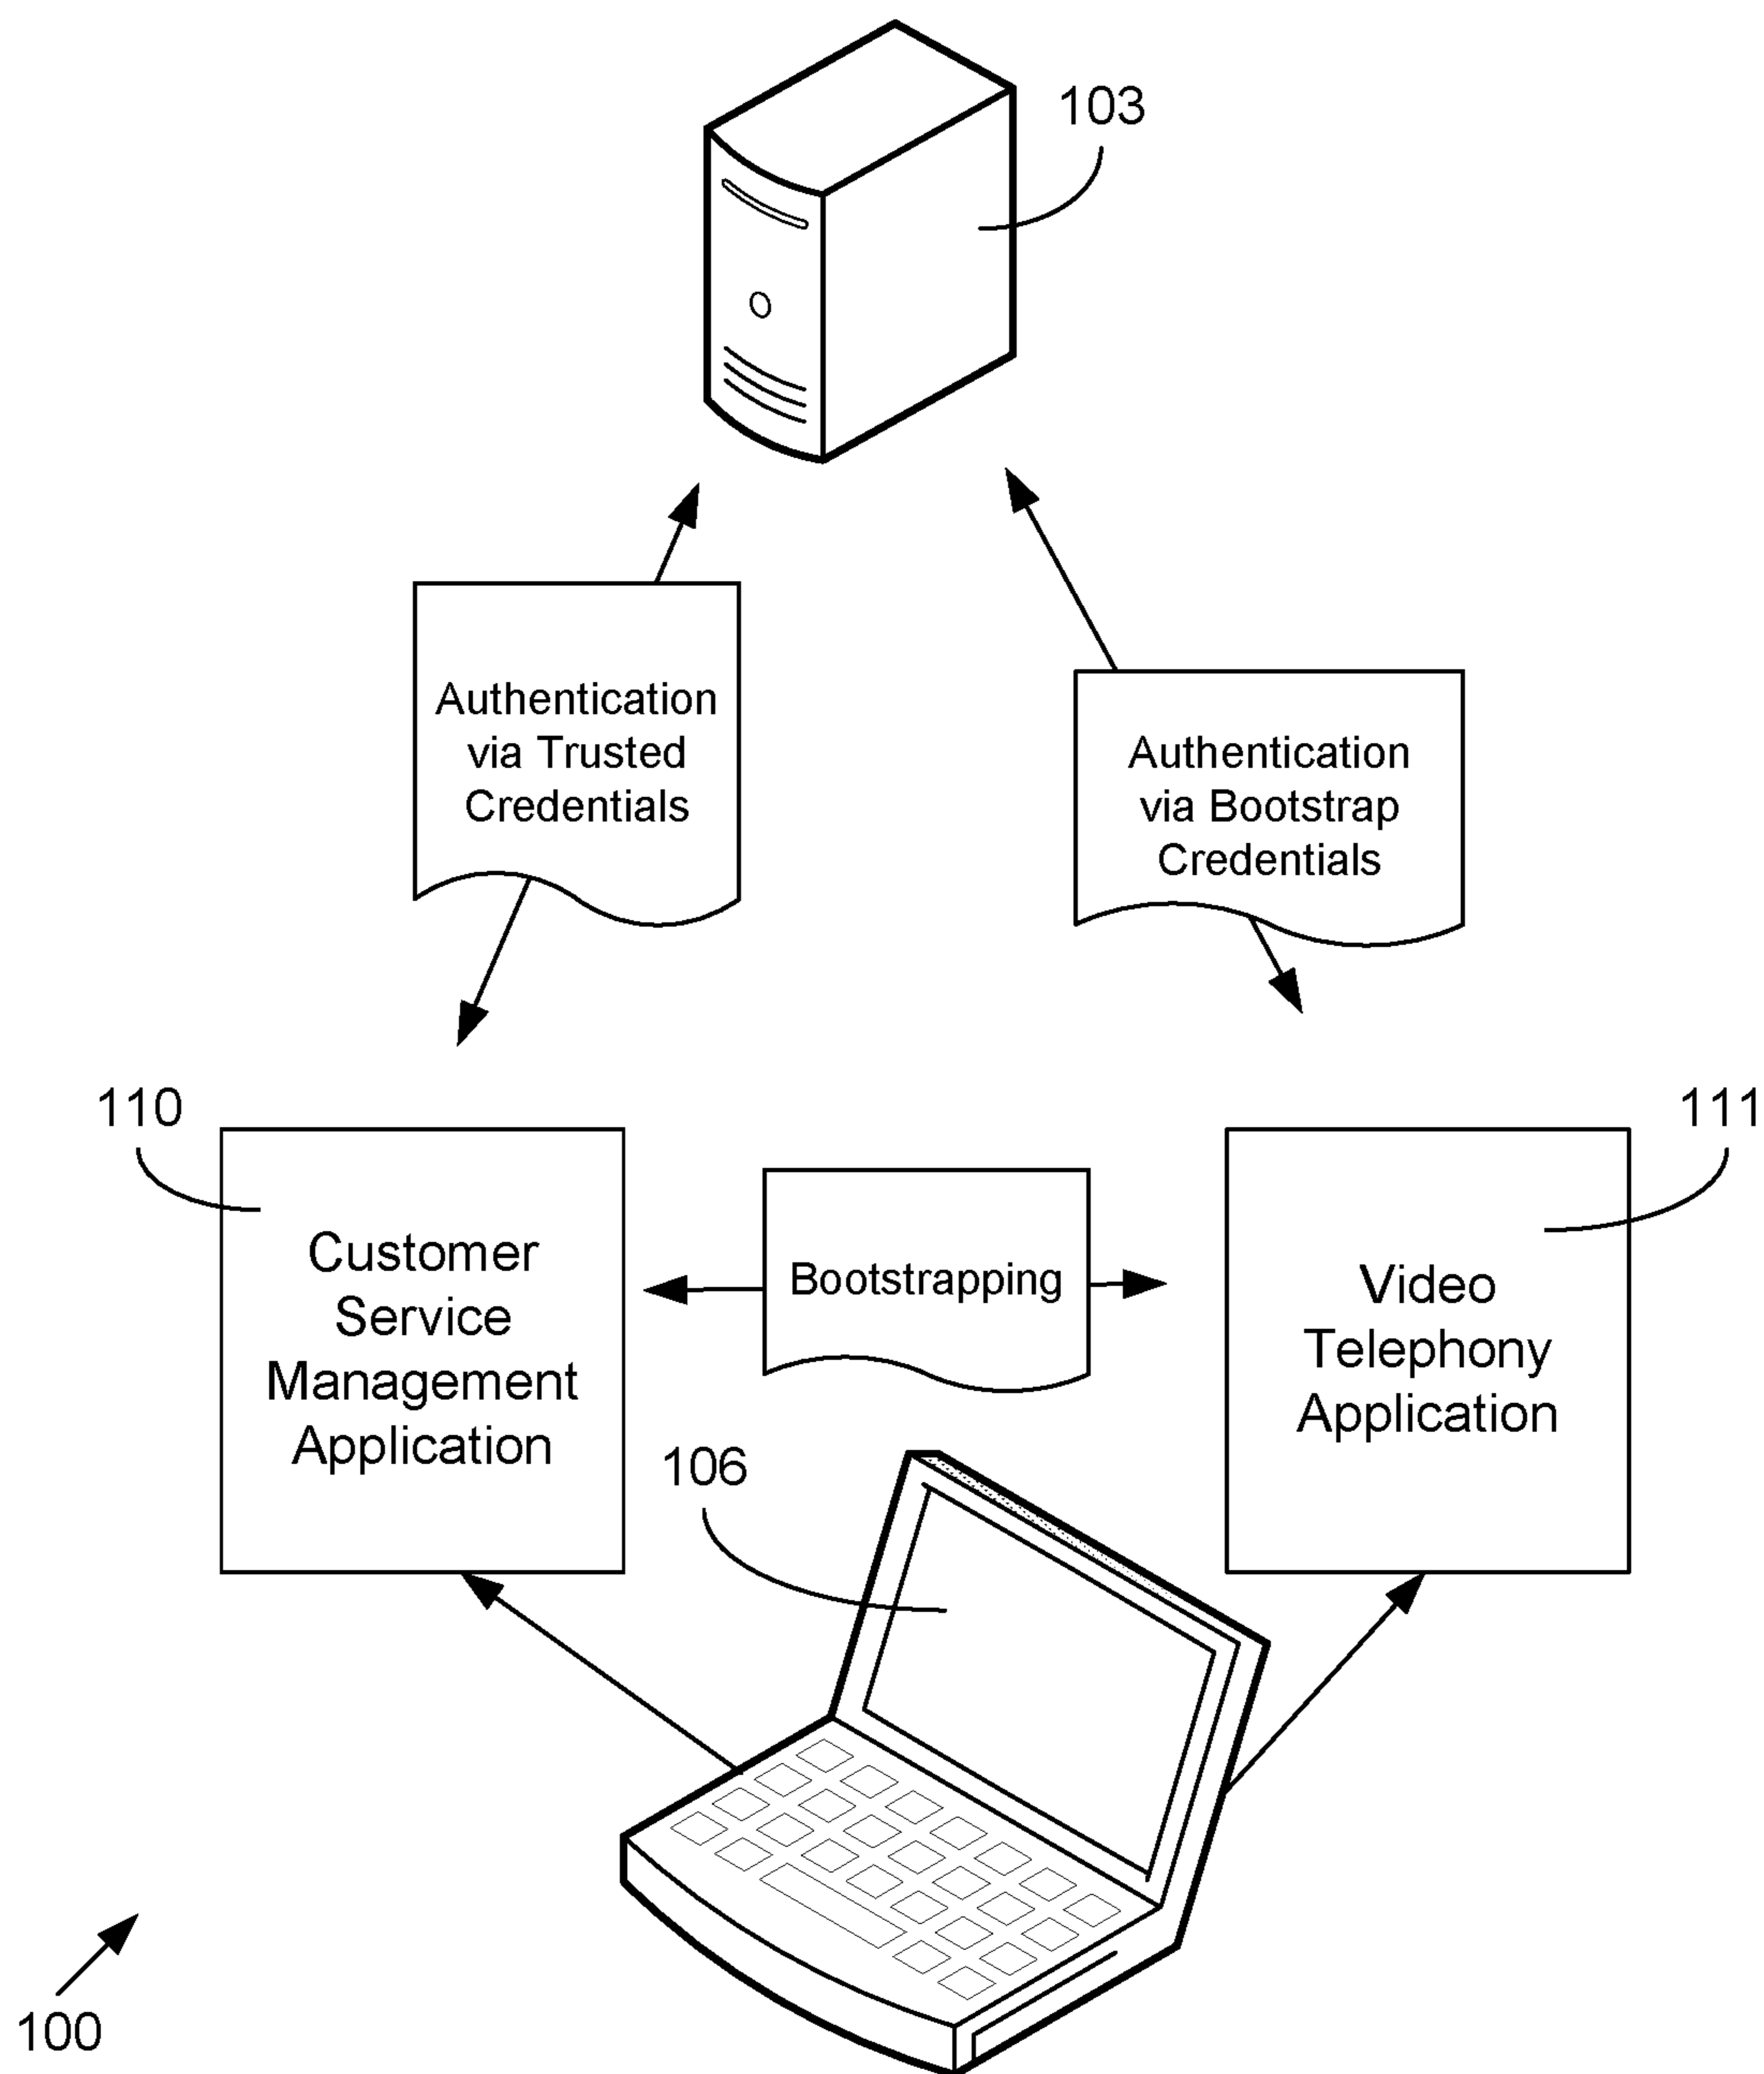 103
Authentication
via Trusted
Credentials
Authentication
via Bootstrap
Credentials
110
111
Customer
Service
Management
Application
Bootstrapping
Video
Telephony
Application
106
100